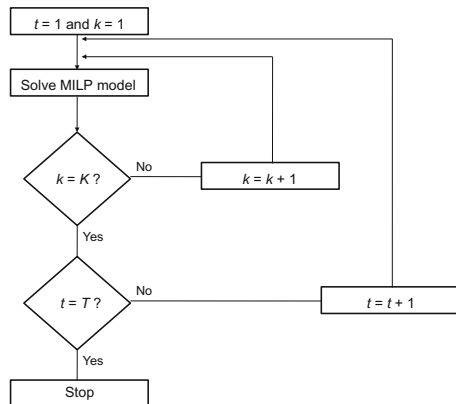 t = 1 and k = 1
Solve MILP model
k = K ?
No
k = k + 1
Yes
t = T ?
No
t = t + 1
Yes
Stop